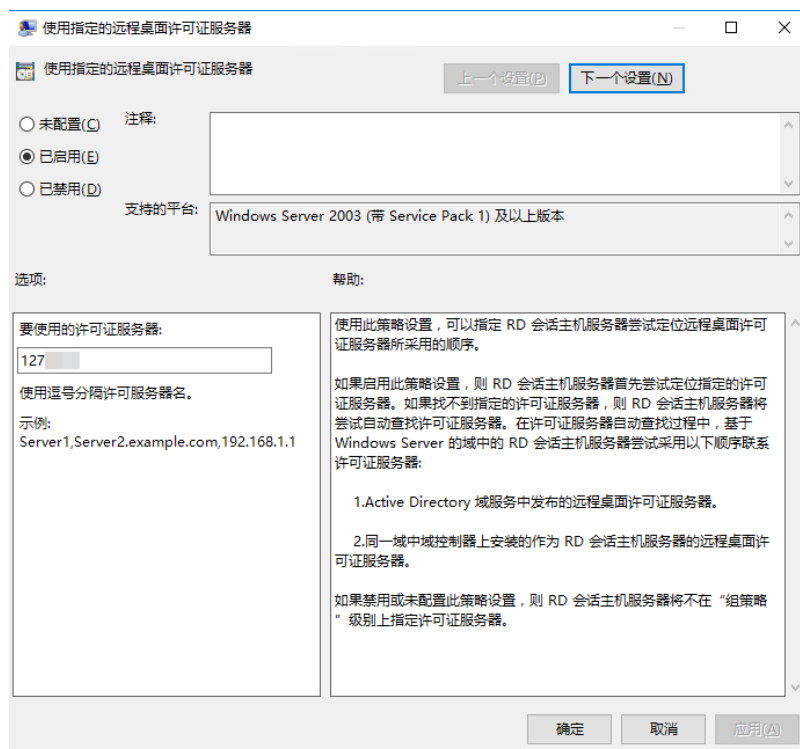 使用指定的远程桌面许可证服务器
使用指定的远程桌面许可证服务器
上一个设置(P)
下一个设置(N)
未配置(C)
注释:
已启用(E)
已禁用(D)
支持的平台:
Windows Server 2003 (带 Service Pack 1) 及以上版本
选项:
帮助:
要使用的许可证服务器:
127
使用逗号分隔许可服务器名。
示例:
Server1,Server2.example.com,192.168.1.1
使用此策略设置，可以指定 RD 会话主机服务器尝试定位远程桌面许可
证服务器所采用的顺序。
如果启用此策略设置，则 RD 会话主机服务器首先尝试定位指定的许可
证服务器。如果找不到指定的许可证服务器，则 RD 会话主机服务器将
尝试自动查找许可证服务器。在许可证服务器自动查找过程中，基于
Windows Server 的域中的 RD 会话主机服务器尝试采用以下顺序联系
许可证服务器:
1.Active Directory 域服务中发布的远程桌面许可证服务器。
2.同一域中域控制器上安装的作为 RD 会话主机服务器的远程桌面许
可证服务器。
如果禁用或未配置此策略设置，则 RD 会话主机服务器将不在“组策略
”级别上指定许可证服务器。
确定
取消
应用(A)